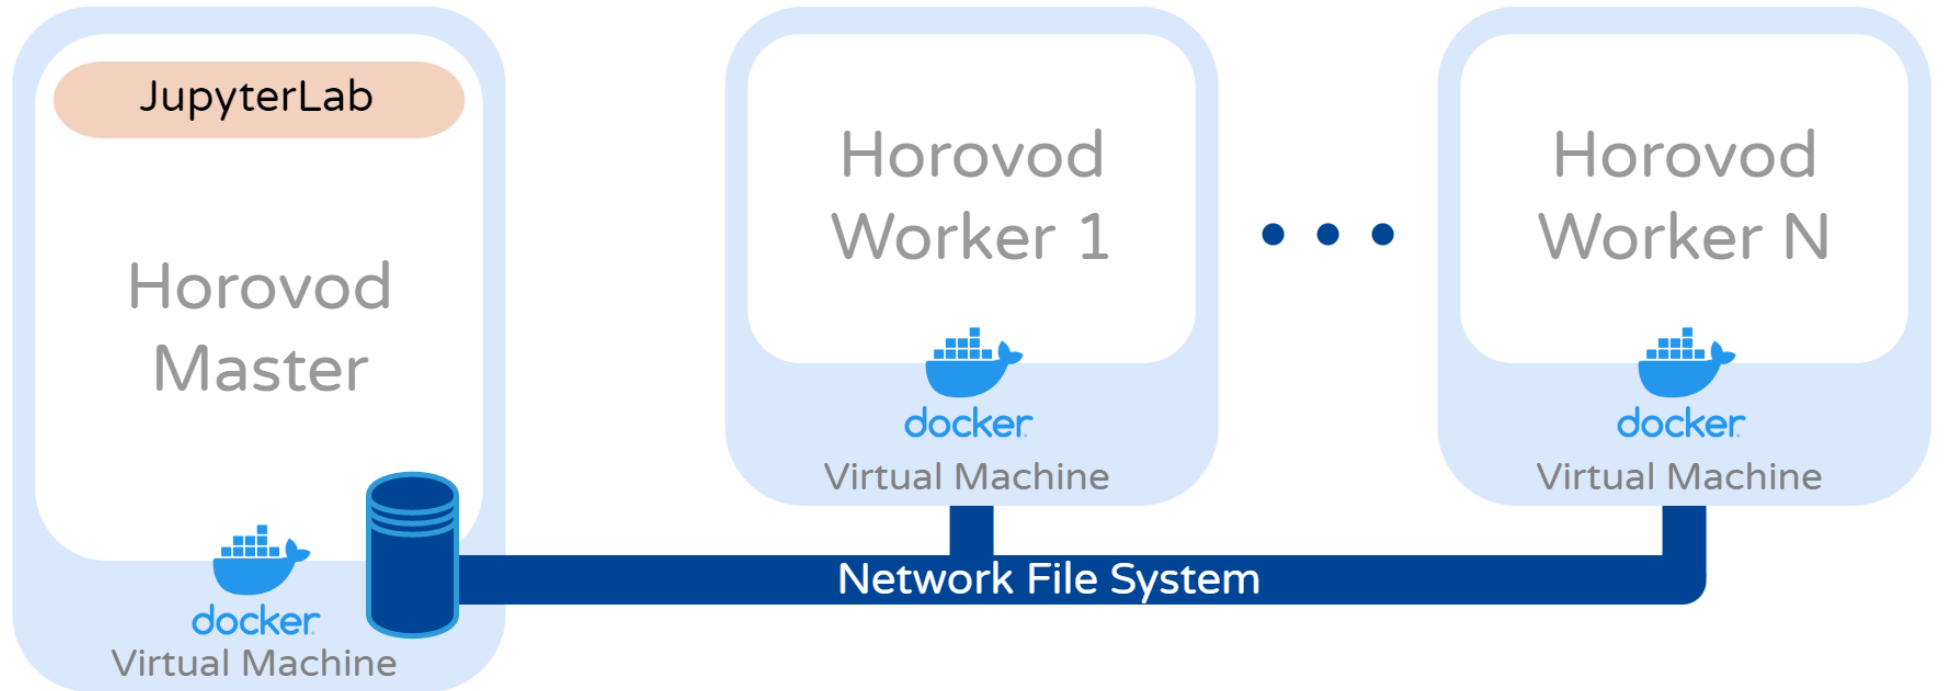 JupyterLab
Horovod
Master
docker
Virtual Machine
Horovod
Worker 1
docker
Virtual Machine
Horovod
Worker N
docker
Virtual Machine
Network File System